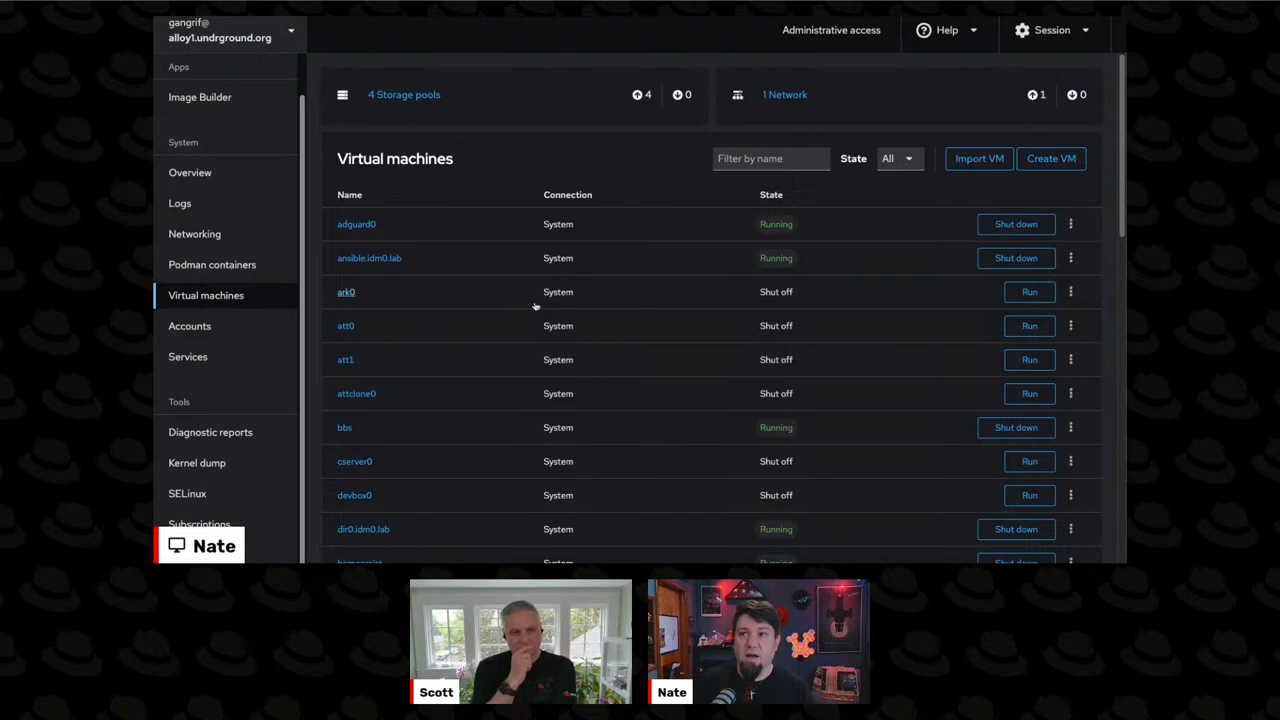 gangrif@
alloy1.undrground.org
Administrative access
Help
Session
Apps
Image Builder
System
Overview
Logs
Networking
Podman containers
Virtual machines
Accounts
Services
Tools
Diagnostic reports
Kernel dump
SELinux
Subscriptions
4 Storage pools
4
0
1 Network
1
0
Virtual machines
Filter by name
State
All
Import VM
Create VM
Name Connection State
adguard0 System Running Shut down
ansible.idm0.lab System Running Shut down
ark0 System Shut off Run
att0 System Shut off Run
att1 System Shut off Run
attclone0 System Shut off Run
bbs System Running Shut down
cserver0 System Shut off Run
devbox0 System Shut off Run
dir0.idm0.lab System Running Shut down
System Running Shut down
Nate
Scott
Nate